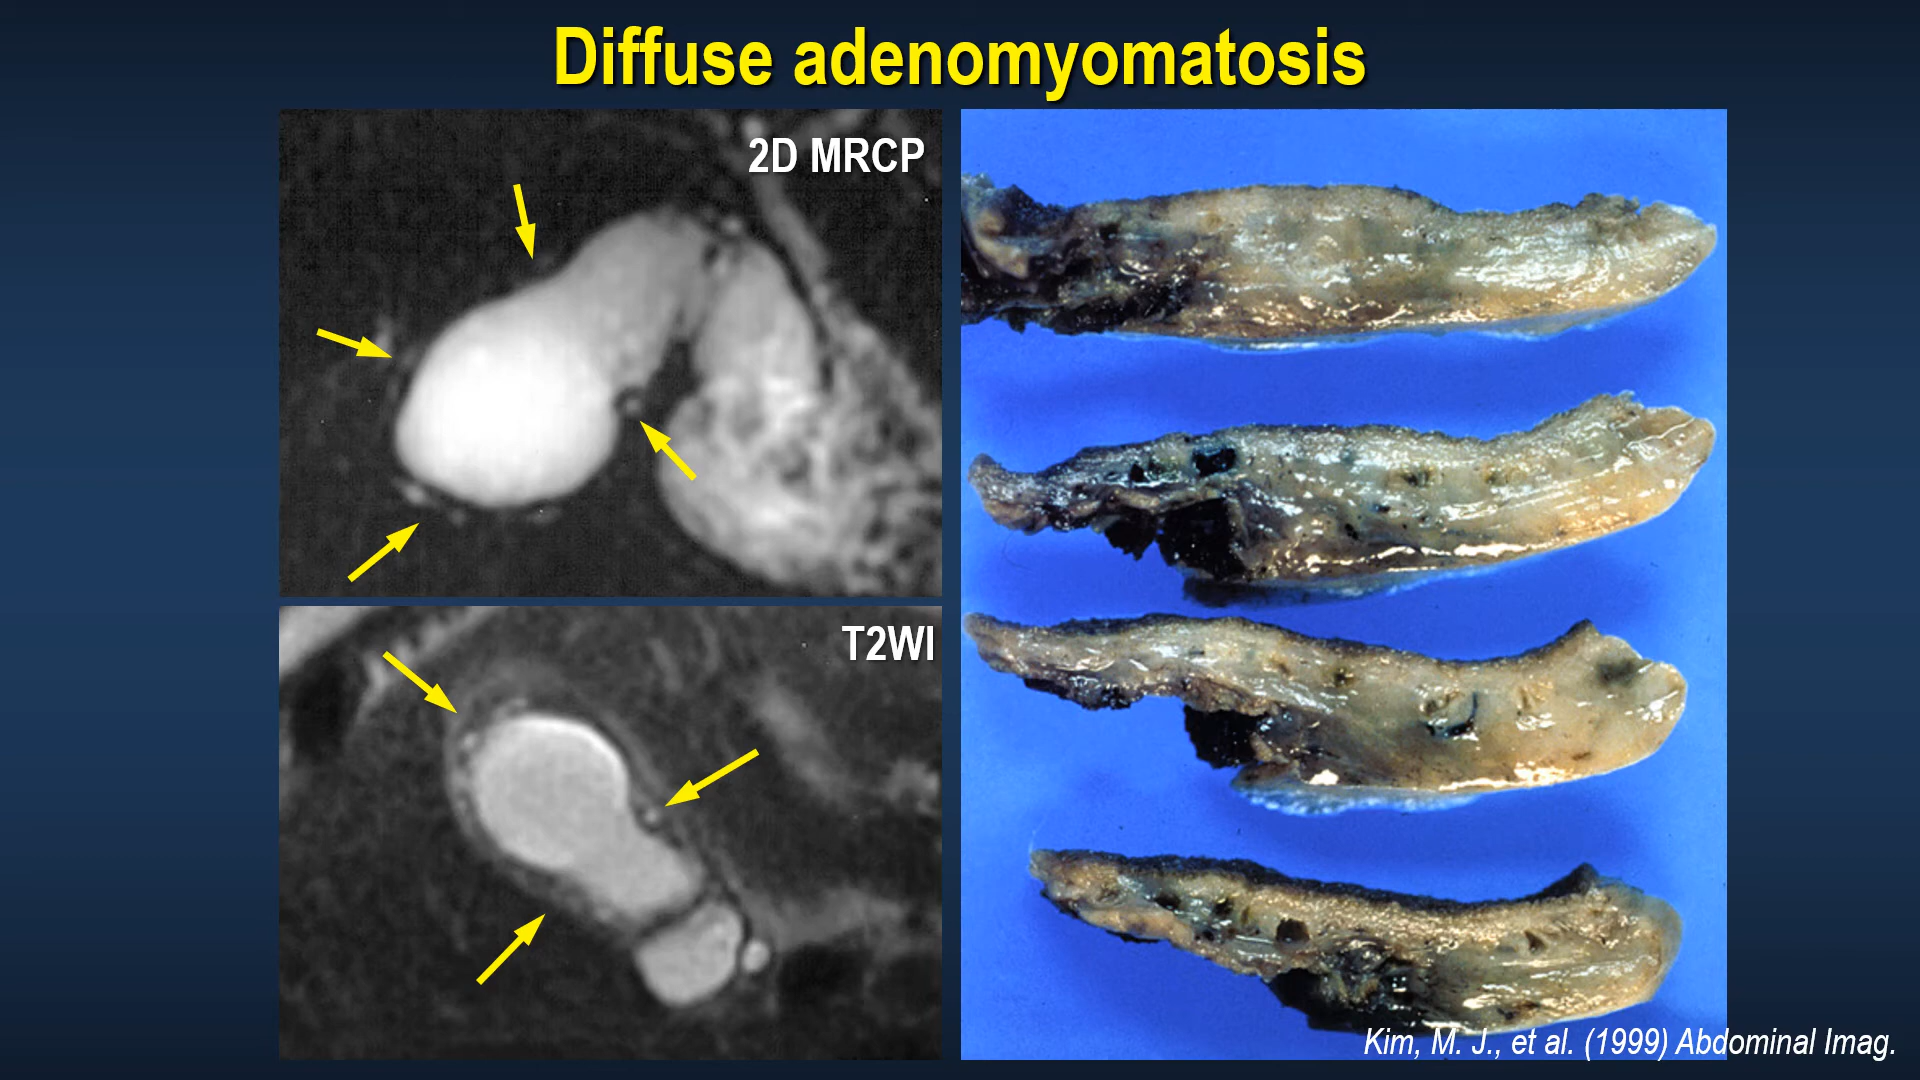 Diffuse adenomyomatosis
2D MRCP
T2WI
Kim, M. J., et al. (1999) Abdominal Imag.